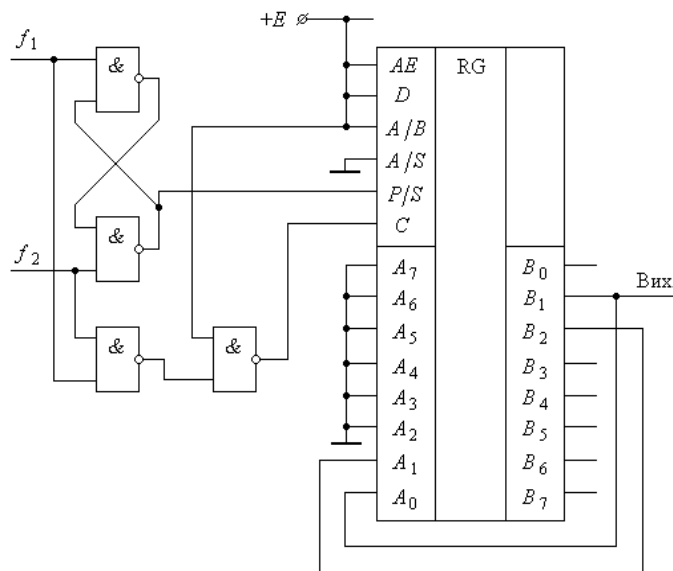 +E
f1
f2
&
&
&
&
AE
D
A/B
A/S
P/S
C
RG
A7
A6
A5
A4
A3
A2
A1
A0
B0
B1
B2
B3
B4
B5
B6
B7
Вих